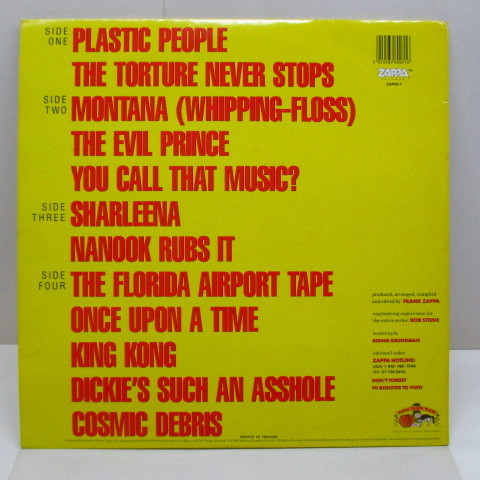 SIDE ONE PLASTIC PEOPLE
THE TORTURE NEVER STOPS
SIDE TWO MONTANA (WHIPPING-FLOSS)
THE EVIL PRINCE
YOU CALL THAT MUSIC?
SIDE THREE SHARLEENA
NANOOK RUBS IT
SIDE FOUR THE FLORIDA AIRPORT TAPE
ONCE UPON A TIME
KING KONG
DICKIE'S SUCH AN ASSHOLE
COSMIC DEBRIS
ZAPPA
ZAPPA 7
produced, arranged, compiled
and edited by FRANK ZAPPA
engineering supervision for
the entire series: BOB STONE
mastering by
BERNIE GRUNDMAN
ZAPPA HOTLINE:
DON'T FORGET
TO REGISTER TO VOTE!
PRINTED IN ENGLAND